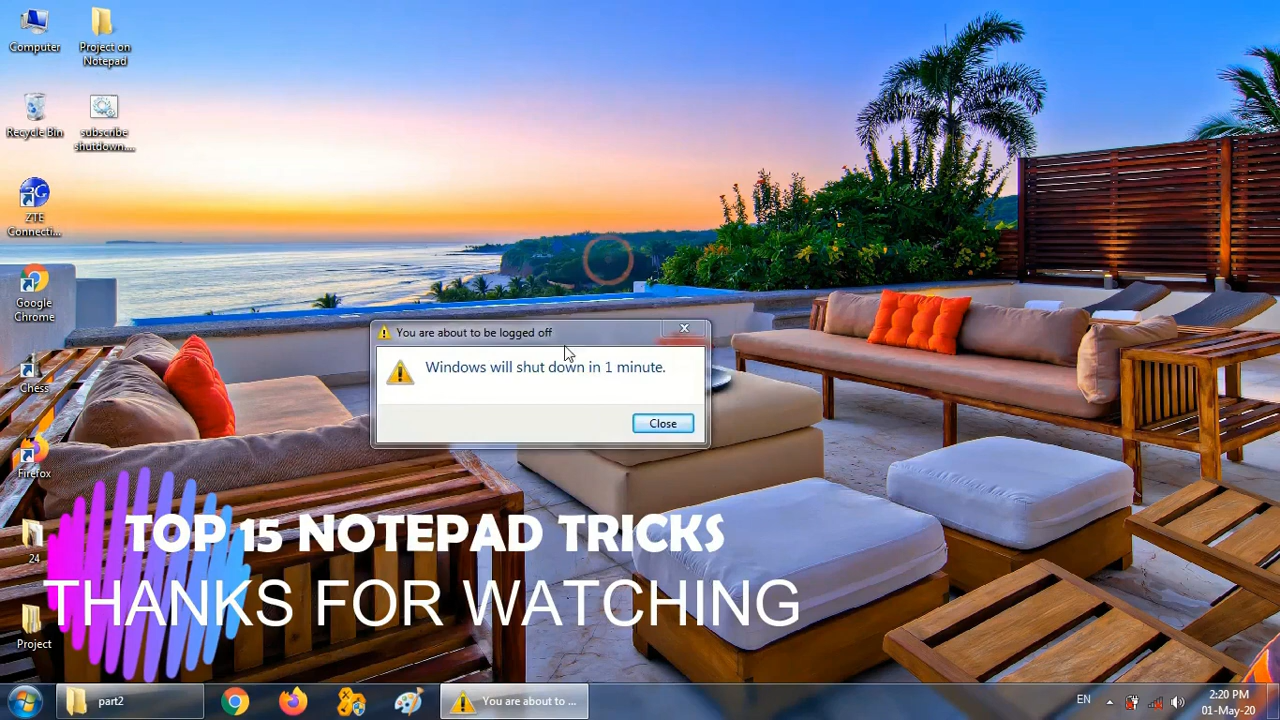 Computer
Project on
Notepad
Recycle Bin
subscribe
shutdown....
ZTE
Connecti...
Google
Chrome
Chess
Firefox
24
Project
You are about to be logged off
Windows will shut down in 1 minute.
Close
TOP 15 NOTEPAD TRICKS
THANKS FOR WATCHING
part2
You are about to ...
EN
2:20 PM
01-May-20